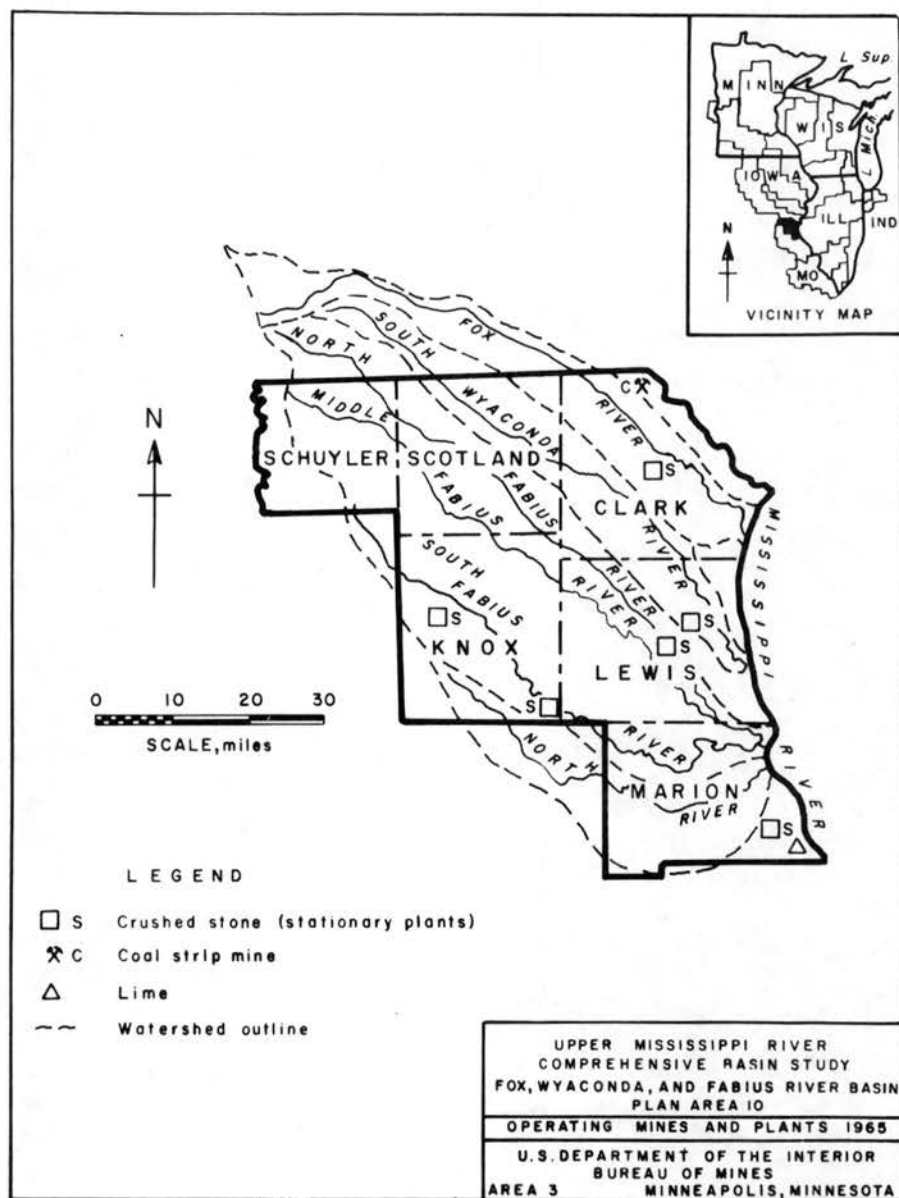 L Sup.
M I N N
W I S
L Mich.
I O W A
ILL
IND
N
MO
VICINITY MAP
FOX
SOUTH
NORTH
RIVER
C
N
MIDDLE
WYACONDA
S
SCHUYLER
SCOTLAND
FABIUS
FABIUS
CLARK
MISSISSIPPI
SOUTH
FABIUS
RIVER
RIVER
RIVER
S
S
S
KNOX
LEWIS
S
0 10 20 30
SCALE, miles
NORTH
RIVER
RIVER
MARION
RIVER
S
LEGEND
S Crushed stone (stationary plants)
C Coal strip mine
Lime
Watershed outline
UPPER MISSISSIPPI RIVER
COMPREHENSIVE BASIN STUDY
FOX, WYACONDA, AND FABIUS RIVER BASIN
PLAN AREA 10
OPERATING MINES AND PLANTS 1965
U.S. DEPARTMENT OF THE INTERIOR
BUREAU OF MINES
AREA 3 MINNEAPOLIS, MINNESOTA